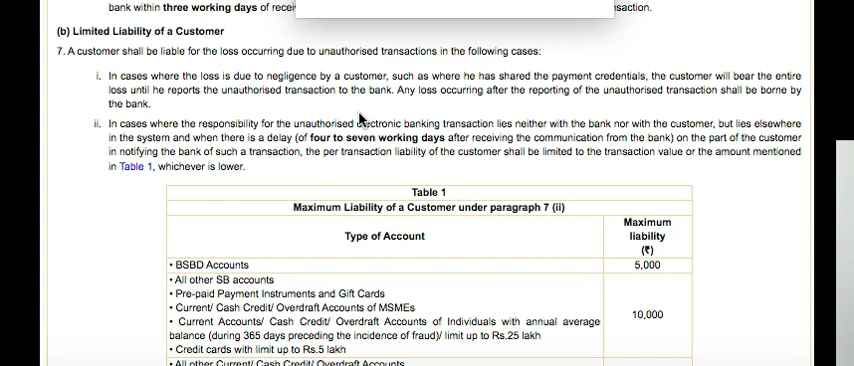 bank within three working days of
saction.
(b) Limited Liability of a Customer
7. A customer shall be liable for the loss occurring due to unauthorised transactions in the following cases:
i. In cases where the loss is due to negligence by a customer, such as where he has shared the payment credentials, the customer will bear the entire
loss until he reports the unauthorised transaction to the bank. Any loss occurring after the reporting of the unauthorised transaction shall be borne by
the bank.
ii. In cases where the responsibility for the unauthorised electronic banking transaction lies neither with the bank nor with the customer, but lies elsewhere
in the system and when there is a delay (of four to seven working days after receiving the communication from the bank) on the part of the customer
in notifying the bank of such a transaction, the per transaction liability of the customer shall be limited to the transaction value or the amount mentioned
in Table 1, whichever is lower.
Table 1
Maximum Liability of a Customer under paragraph 7 (ii)
Type of Account
Maximum
liability
(₹)
• BSBD Accounts
5,000
• All other SB accounts
• Pre-paid Payment Instruments and Gift Cards
• Current/ Cash Credit/ Overdraft Accounts of MSMEs
• Current Accounts/ Cash Credit/ Overdraft Accounts of Individuals with annual average
balance (during 365 days preceding the incidence of fraud)/ limit up to Rs.25 lakh
• Credit cards with limit up to Rs.5 lakh
10,000
• All other Current/ Cash Credit/ Overdraft Accounts